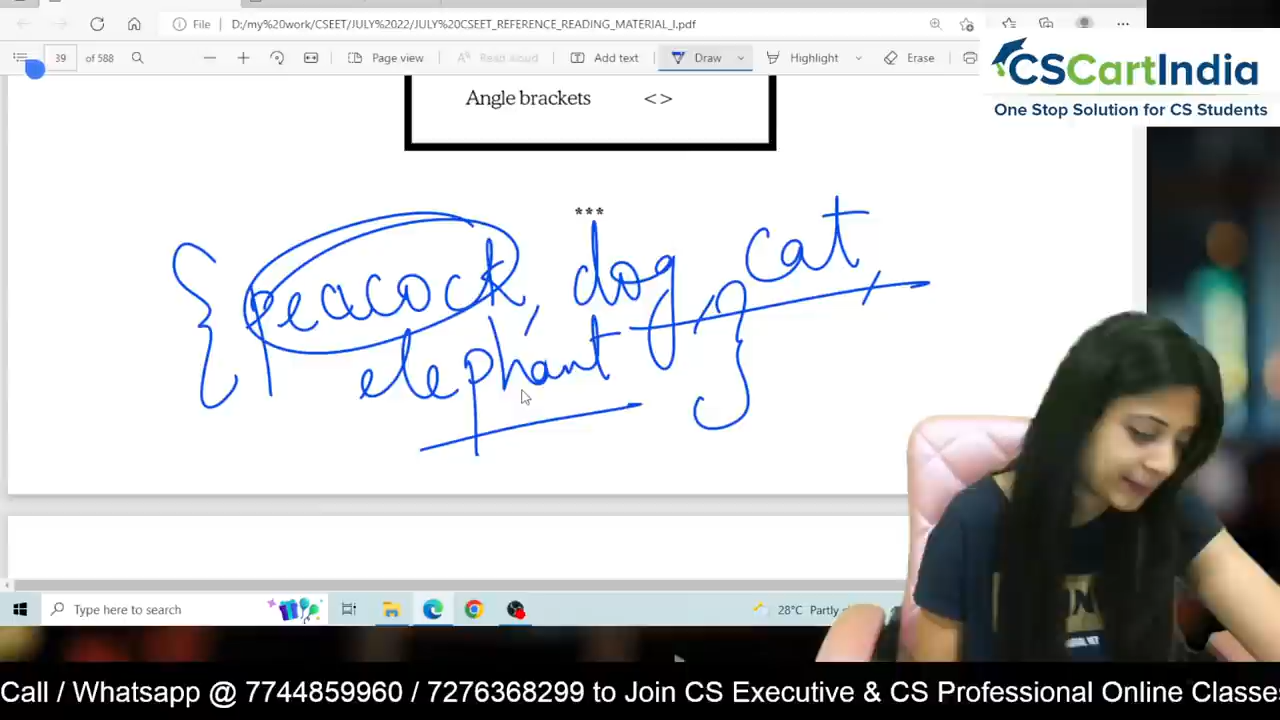 File D:/my%20work/CSEET/JULY%2022/JULY%20CSEET_REFERENCE_READING_MATERIAL_I.pdf
39 of 588 Page view Read aloud Add text Draw Highlight Erase
CSCartIndia
One Stop Solution for CS Students
Angle brackets < >
***
{ peacock, dog, cat,
elephant }
Type here to search 28°C Partly
Call / Whatsapp @ 7744859960 / 7276368299 to Join CS Executive & CS Professional Online Classes